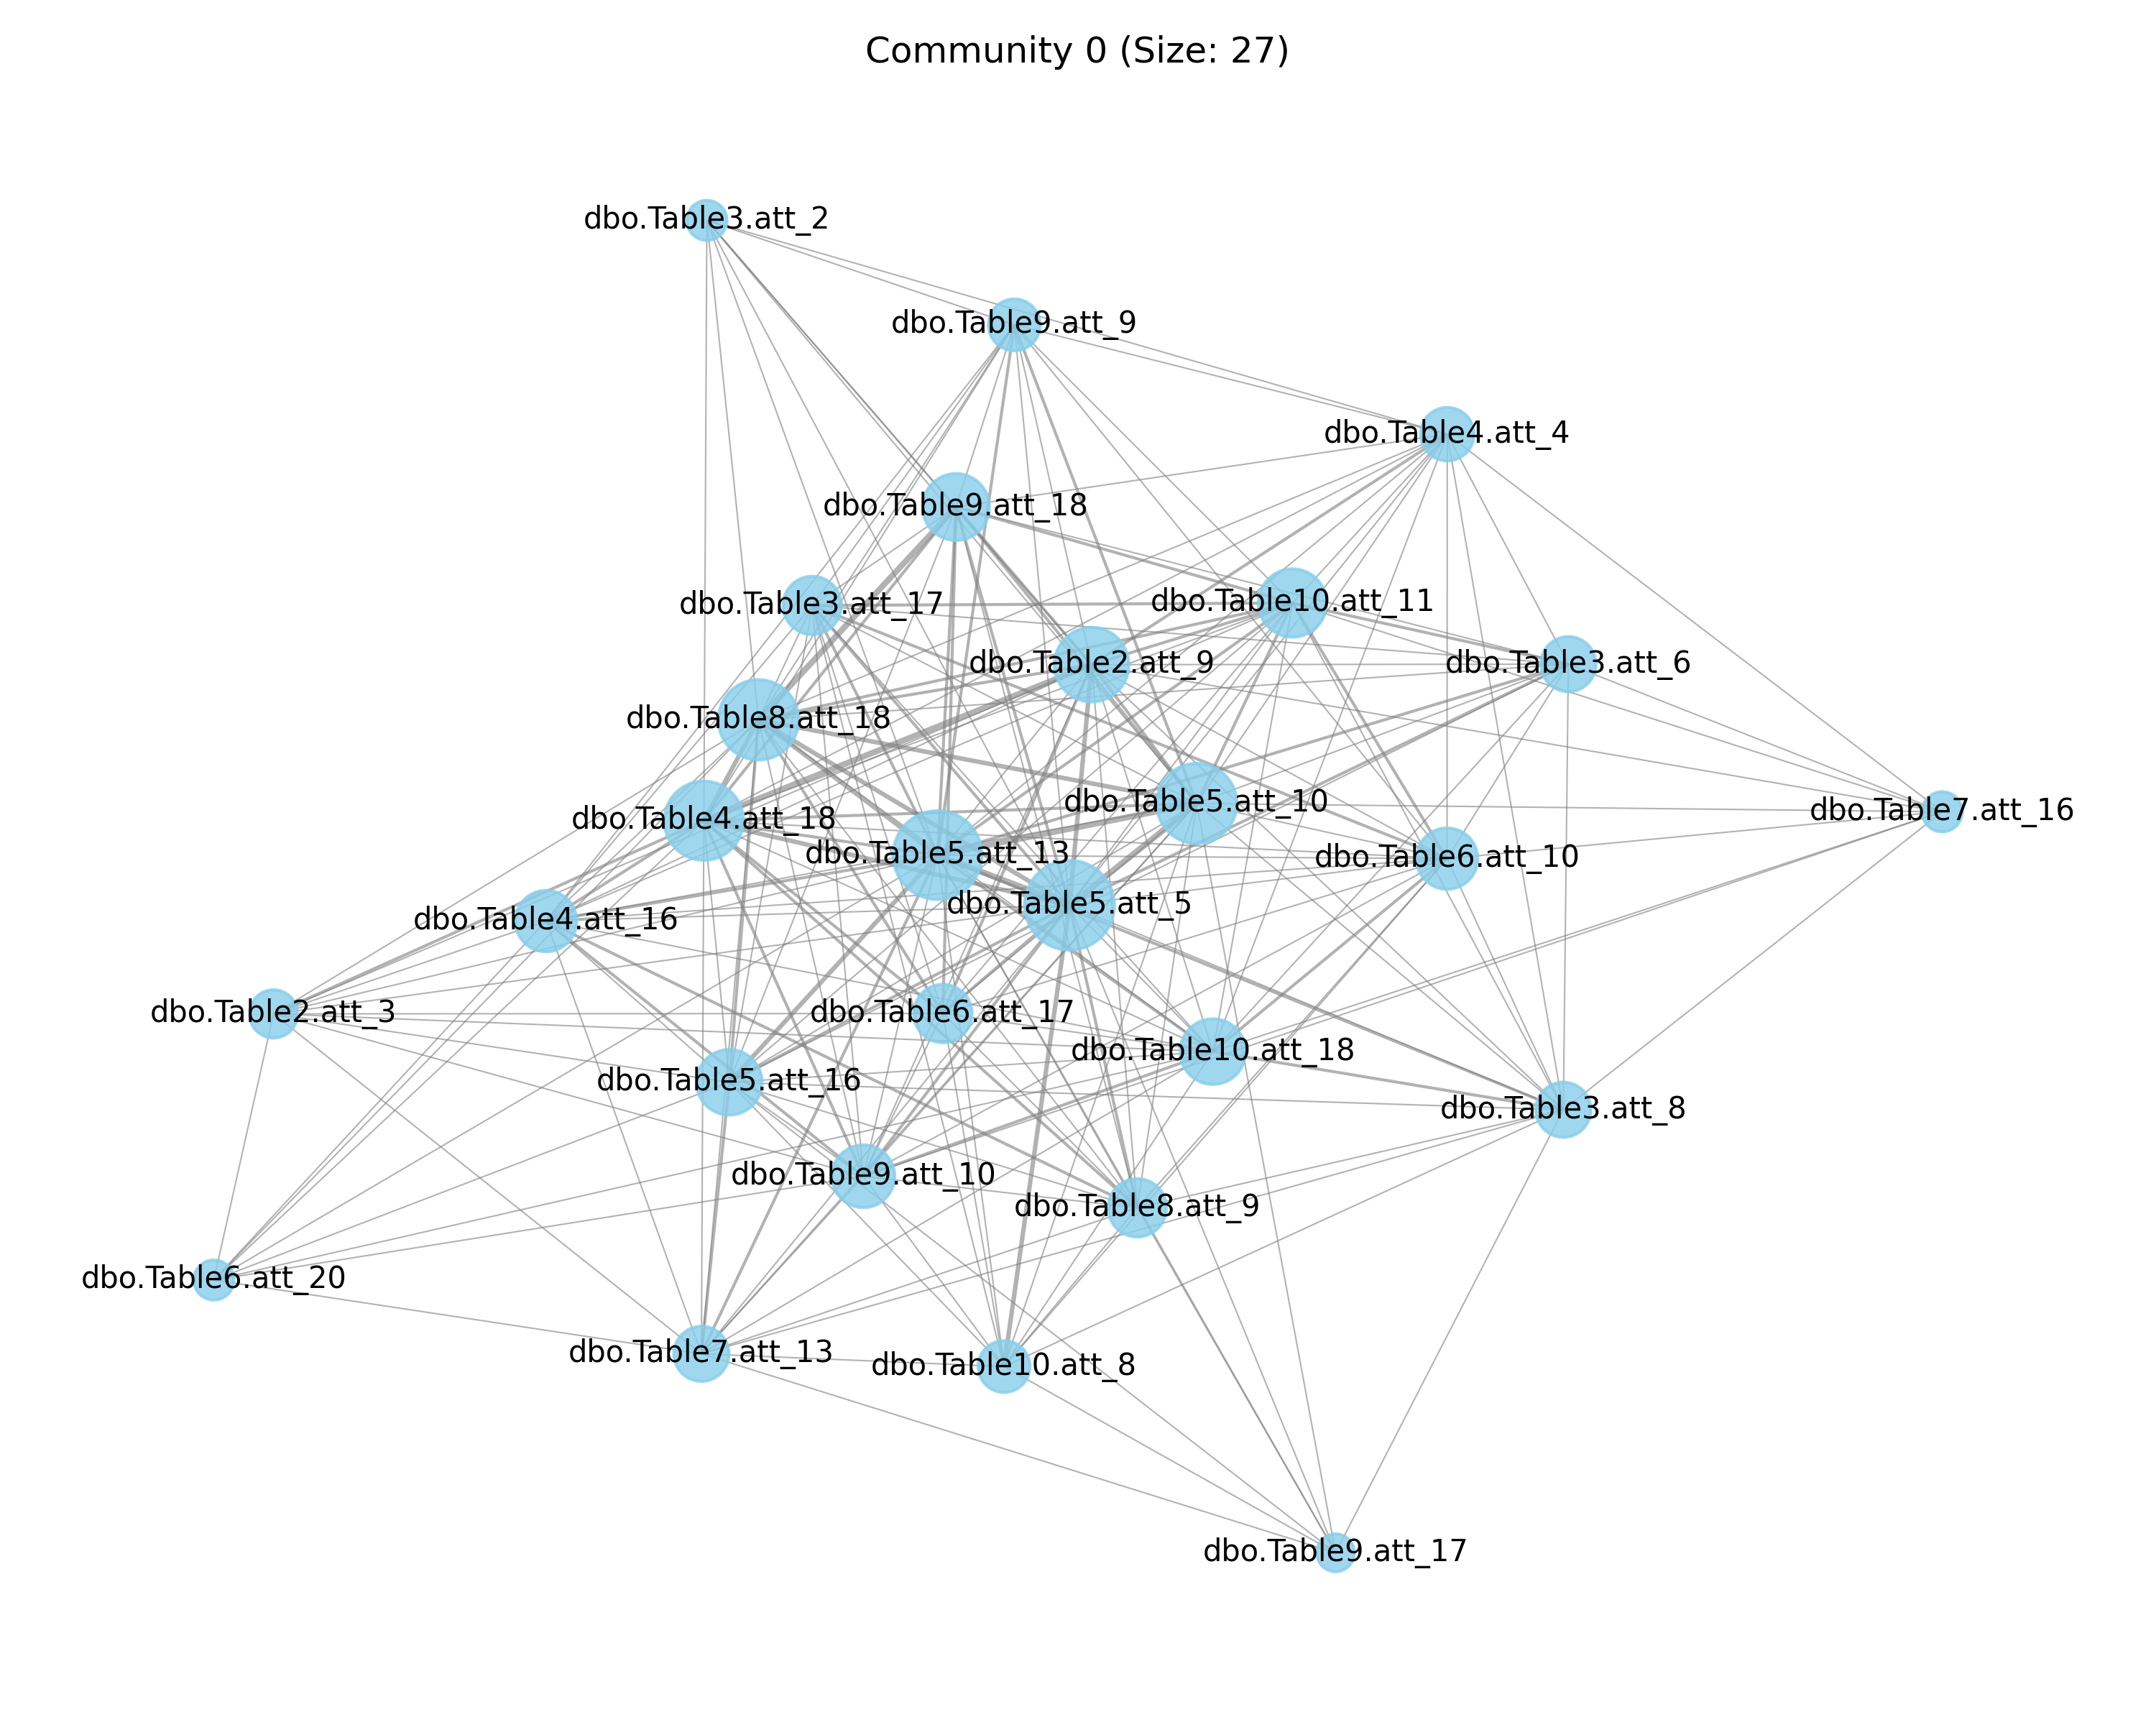 Community 0 (Size: 27)
dbo.Table3.att_2
dbo.Table9.att_9
dbo.Table4.att_4
dbo.Table9.att_18
dbo.Table3.att_17
dbo.Table10.att_11
dbo.Table2.att_9
dbo.Table3.att_6
dbo.Table8.att_18
dbo.Table5.att_10
dbo.Table7.att_16
dbo.Table4.att_18
dbo.Table5.att_13
dbo.Table6.att_10
dbo.Table5.att_5
dbo.Table4.att_16
dbo.Table2.att_3
dbo.Table6.att_17
dbo.Table10.att_18
dbo.Table5.att_16
dbo.Table3.att_8
dbo.Table9.att_10
dbo.Table8.att_9
dbo.Table6.att_20
dbo.Table7.att_13
dbo.Table10.att_8
dbo.Table9.att_17